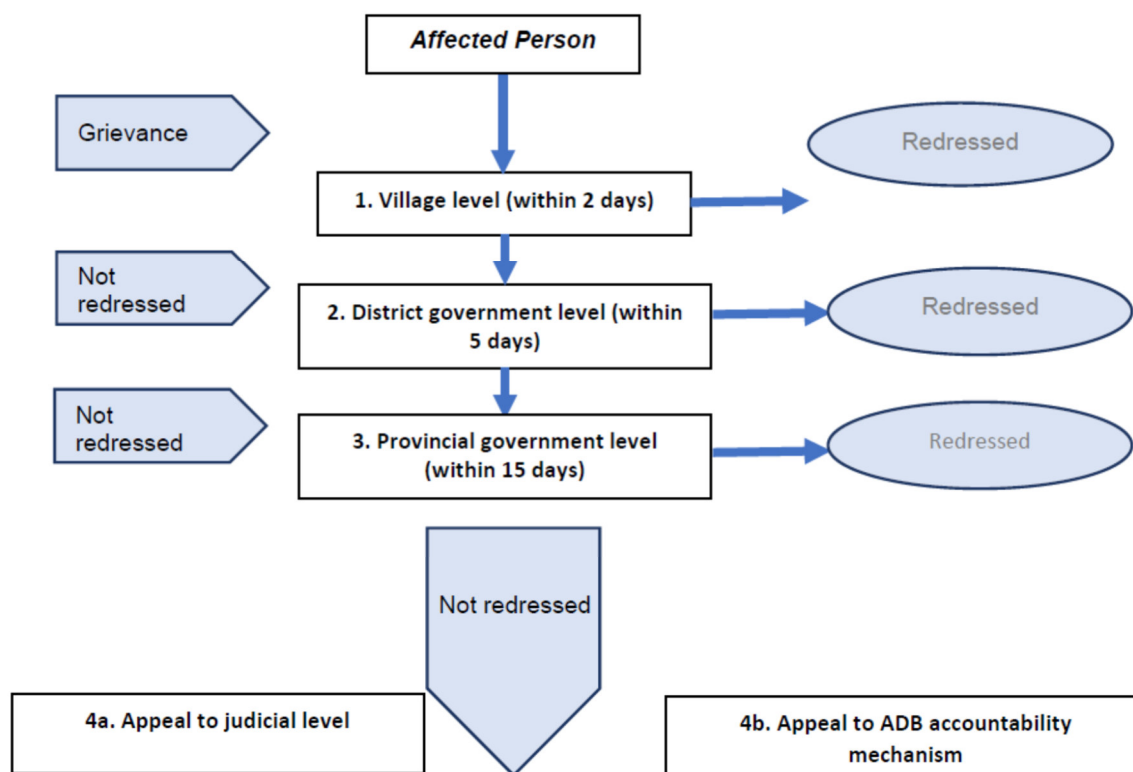 Affected Person
Grievance
Redressed
1. Village level (within 2 days)
Not
redressed
2. District government level (within
5 days)
Redressed
Not
redressed
3. Provincial government level
(within 15 days)
Redressed
Not redressed
4a. Appeal to judicial level
4b. Appeal to ADB accountability
mechanism